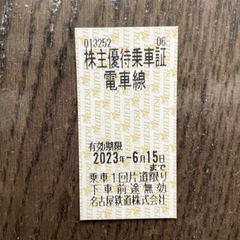 013252 06
株主優待乗車証
電車線
有効期限
2023年-6月15日
まで
乗車1回片道限り
下車前途無効
名古屋鉄道株式会社